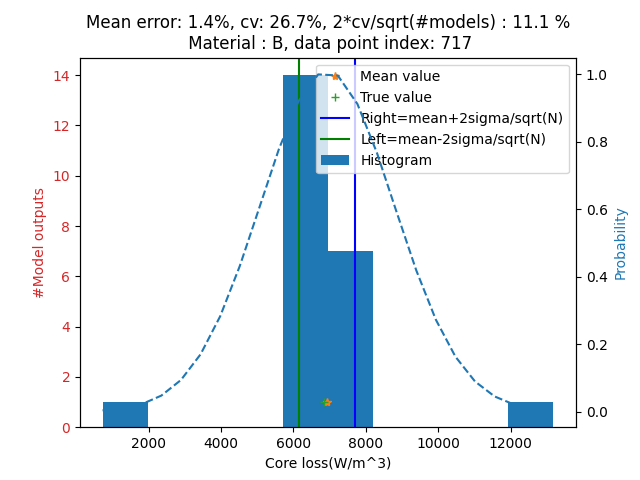 Mean error: 1.4%, cv: 26.7%, 2*cv/sqrt(#models) : 11.1 %
Material : B, data point index: 717
Mean value
True value
Right=mean+2sigma/sqrt(N)
Left=mean-2sigma/sqrt(N)
Histogram
14
12
10
8
6
4
2
0
#Model outputs
1.0
0.8
0.6
0.4
0.2
0.0
Probability
2000 4000 6000 8000 10000 12000
Core loss(W/m^3)